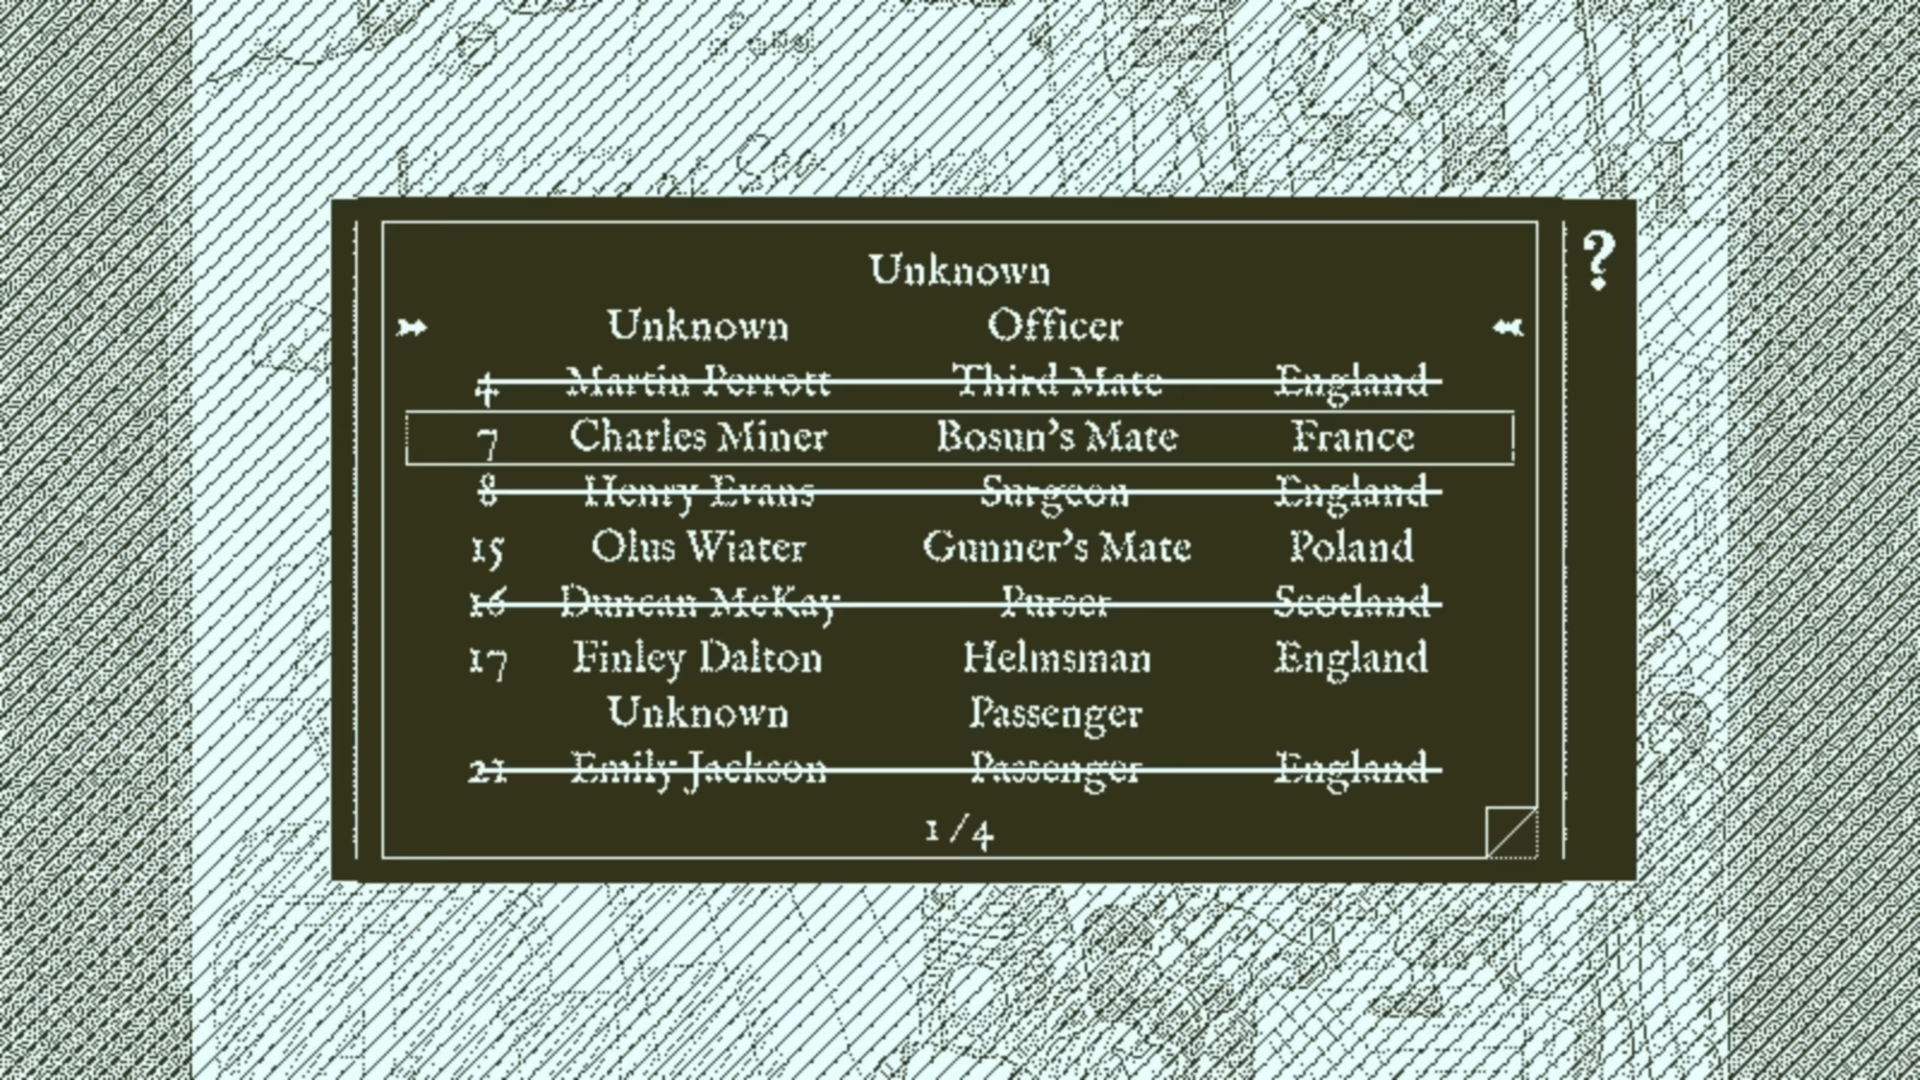 Unknown
?
Unknown Officer
4 Martin Perrott Third Mate England
7 Charles Miner Bosun's Mate France
8 Henry Evans Surgeon England
15 Olus Wiater Gunner's Mate Poland
16 Duncan McKay Purser Scotland
17 Finley Dalton Helmsman England
Unknown Passenger
21 Emily Jackson Passenger England
1/4